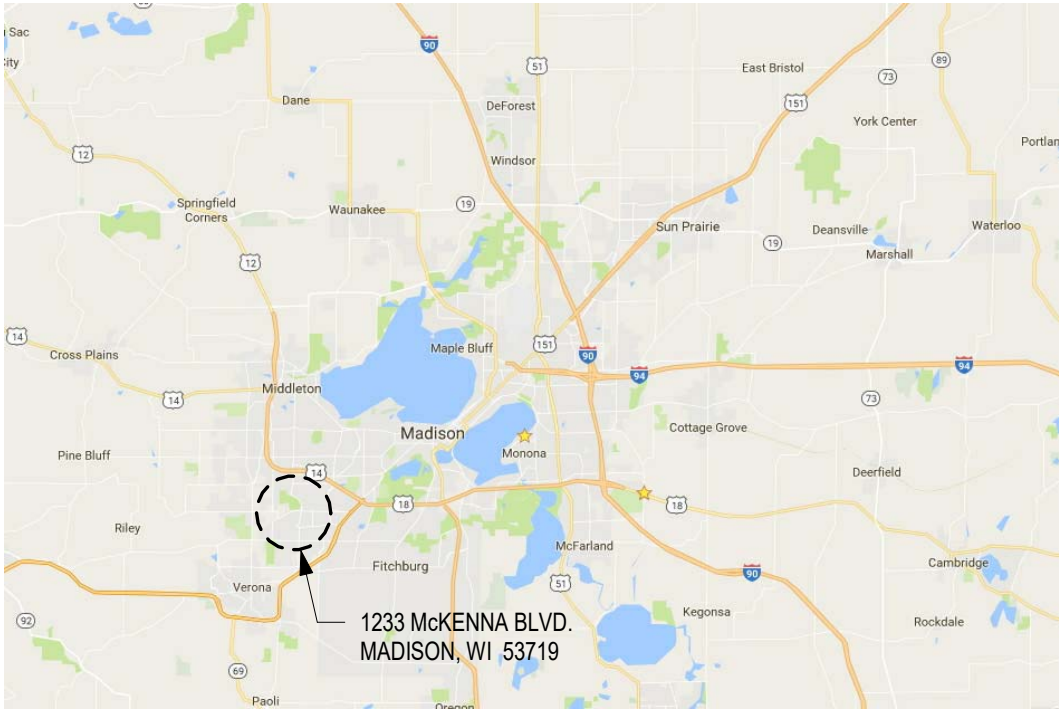 Sac
City
53
90
51
East Bristol
89
73
Dane
DeForest
151
York Center
Portlan
12
Windsor
Springfield
Corners
Waunakee
19
Sun Prairie
Deansville
Waterloo
19
Marshall
12
14
Cross Plains
Maple Bluff
151
90
94
94
Middleton
14
73
Madison
Cottage Grove
Monona
Pine Bluff
14
Deerfield
18
18
Riley
McFarland
Fitchburg
Cambridge
Verona
90
51
Kegonsa
92
1233 McKENNA BLVD.
MADISON, WI 53719
Rockdale
69
Paoli
Oregon